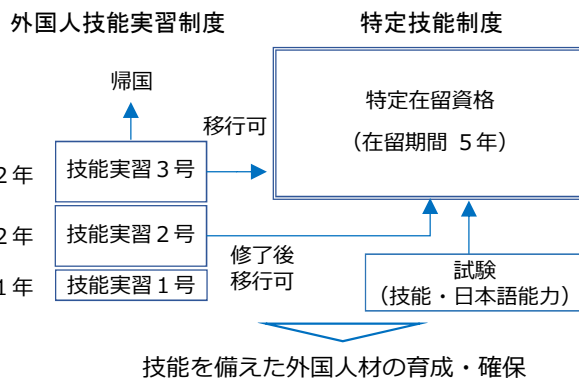 外国人技能実習制度
特定技能制度
帰国
移行可
特定在留資格
（在留期間 5年）
2年
技能実習3号
2年
技能実習2号
修了後
移行可
1年
技能実習1号
試験
（技能・日本語能力）
技能を備えた外国人材の育成・確保